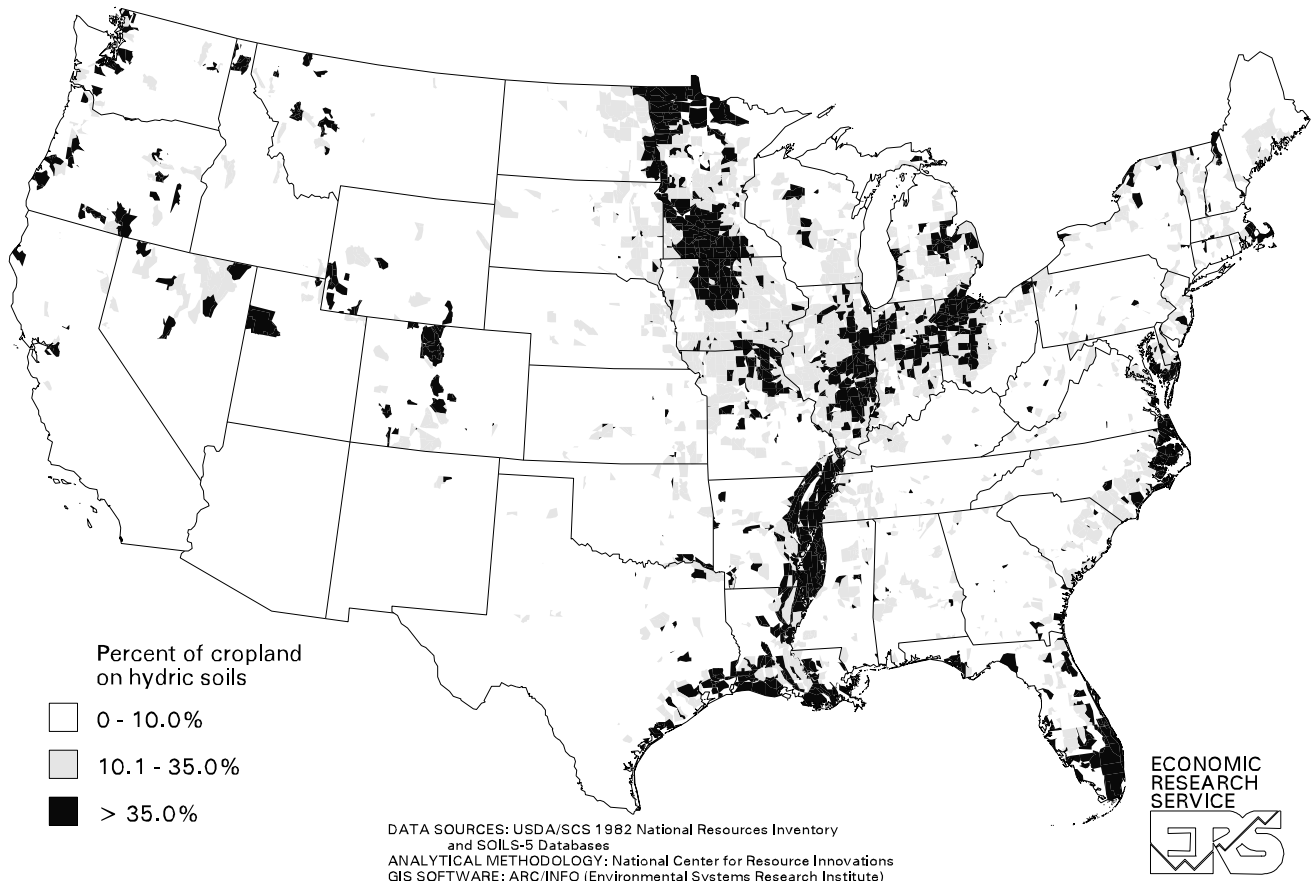 Percent of cropland
on hydric soils
0 - 10.0%
10.1 - 35.0%
> 35.0%
DATA SOURCES: USDA/SCS 1982 National Resources Inventory
and SOILS-5 Databases
ANALYTICAL METHODOLOGY: National Center for Resource Innovations
GIS SOFTWARE: ARC/INFO (Environmental Systems Research Institute)
ECONOMIC
RESEARCH
SERVICE
ERS